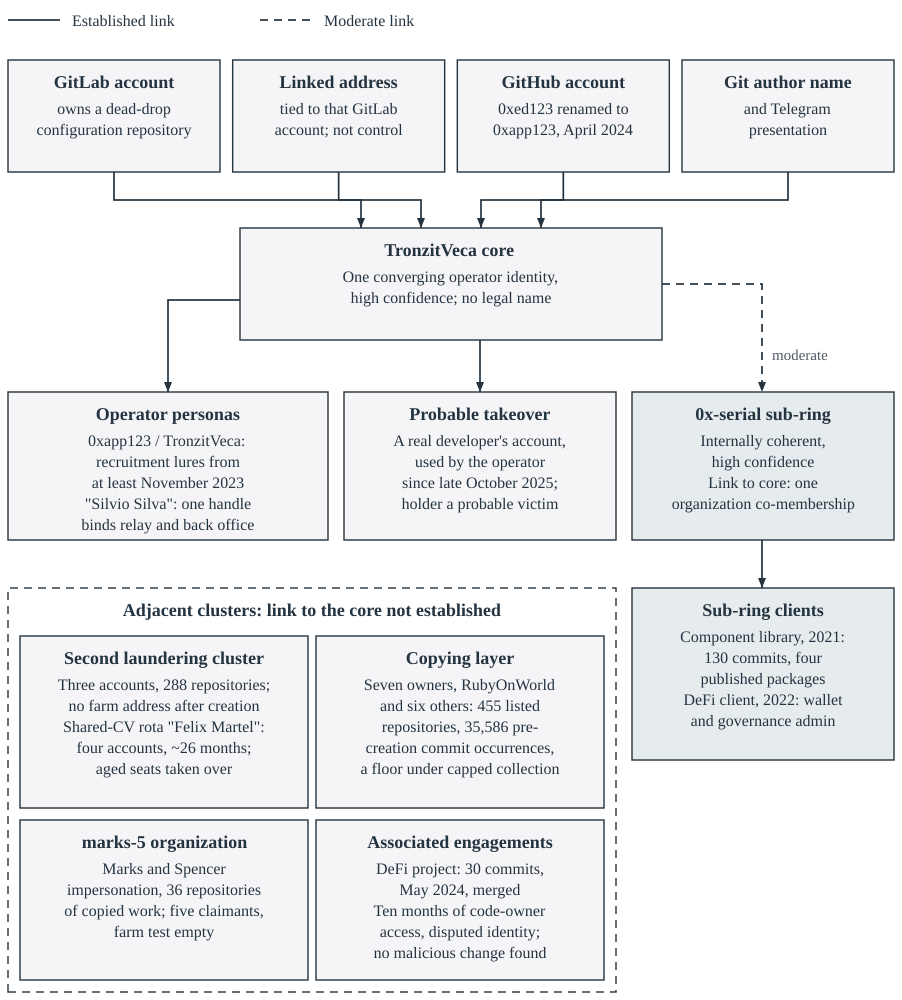 Established link
Moderate link
GitLab account
owns a dead-drop
configuration repository
Linked address
tied to that GitLab
account; not control
GitHub account
0xed123 renamed to
0xapp123, April 2024
Git author name
and Telegram
presentation
TronzitVeca core
One converging operator identity,
high confidence; no legal name
moderate
Operator personas
0xapp123 / TronzitVeca:
recruitment lures from
at least November 2023
"Silvio Silva": one handle
binds relay and back office
Probable takeover
A real developer's account,
used by the operator
since late October 2025;
holder a probable victim
0x-serial sub-ring
Internally coherent,
high confidence
Link to core: one
organization co-membership
Adjacent clusters: link to the core not established
Second laundering cluster
Three accounts, 288 repositories;
no farm address after creation
Shared-CV rota "Felix Martel":
four accounts, ~26 months;
aged seats taken over
Copying layer
Seven owners, RubyOnWorld
and six others: 455 listed
repositories, 35,586 pre-
creation commit occurrences,
a floor under capped collection
marks-5 organization
Marks and Spencer
impersonation, 36 repositories
of copied work; five claimants,
farm test empty
Associated engagements
DeFi project: 30 commits,
May 2024, merged
Ten months of code-owner
access, disputed identity;
no malicious change found
Sub-ring clients
Component library, 2021:
130 commits, four
published packages
DeFi client, 2022: wallet
and governance admin